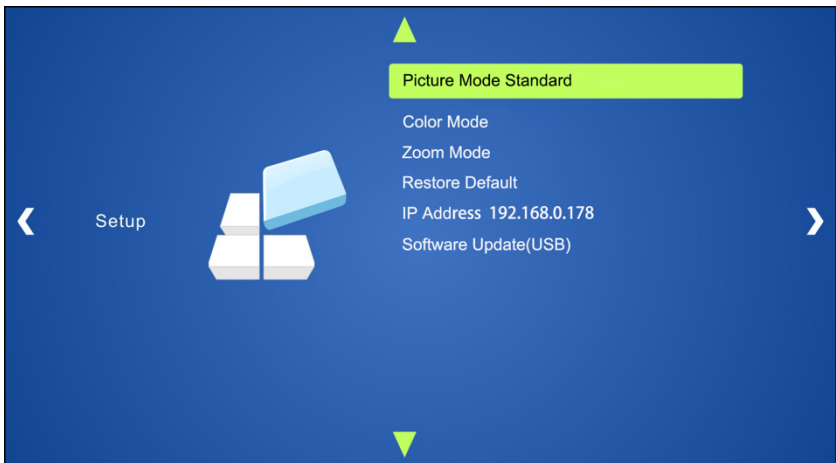 Picture Mode Standard
Color Mode
Zoom Mode
Restore Default
IP Address 192.168.0.178
Setup
Software Update(USB)